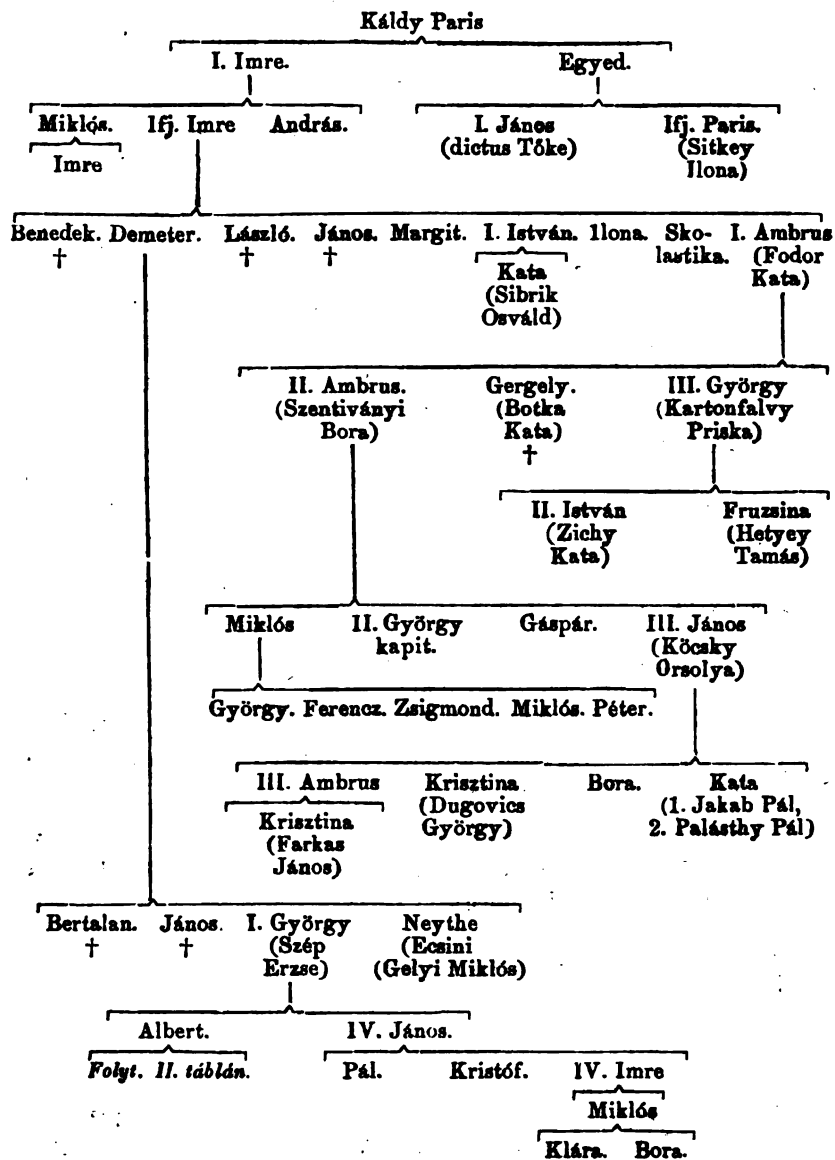 Káldy Paris
I. Imre. Egyed.
Miklós. Ifj. Imre András. I. János Ifj. Paris.
(dictus Tőke) (Sitkey
Imre Ilona)
Benedek. Demeter. László. János. Margit. I. István. Ilona. Sko- I. Ambrus
† † † lastika. (Fodor
Kata Kata)
(Sibrik
Osváld)
II. Ambrus. Gergely. III. György
(Szentiványi (Botka (Kartonfalvy
Bora) Kata) Priska)
†
II. István Fruzsina
(Zichy (Hetyey
Kata) Tamás)
Miklós II. György Gáspár. III. János
kapit. (Köcsky
Orsolya)
György. Ferencz. Zsigmond. Miklós. Péter.
III. Ambrus Krisztina Bora. Kata
(Dugovics (1. Jakab Pál,
Krisztina György) 2. Palásthy Pál)
(Farkas
János)
Bertalan. János. I. György Neythe
† † (Szép (Ecsini
Erzse) (Gelyi Miklós)
Albert. IV. János.
Folyt. II. táblán. Pál. Kristóf. IV. Imre
Miklós
Klára. Bora.